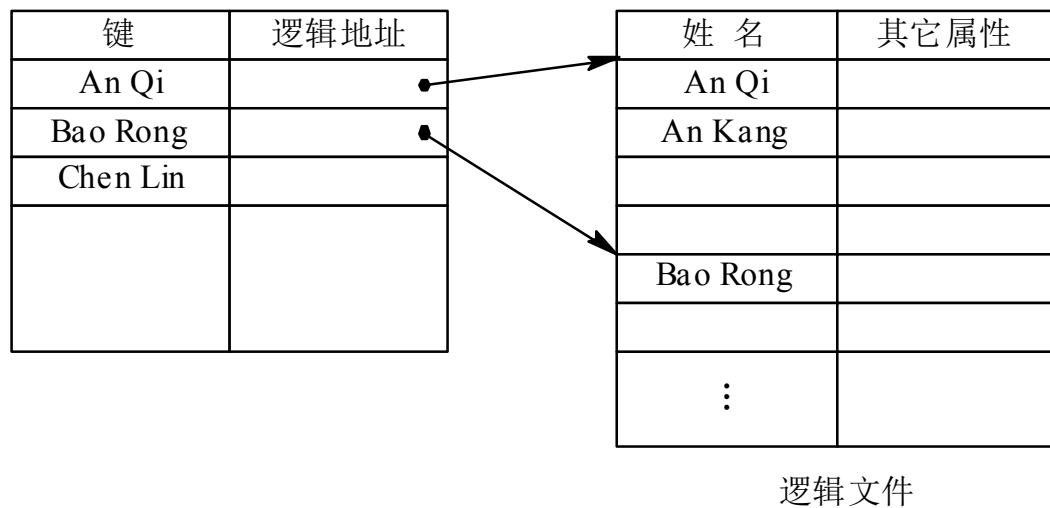 键 逻辑地址
An Qi
Bao Rong
Chen Lin
姓 名 其它属性
An Qi
An Kang
Bao Rong
⋮
逻辑文件